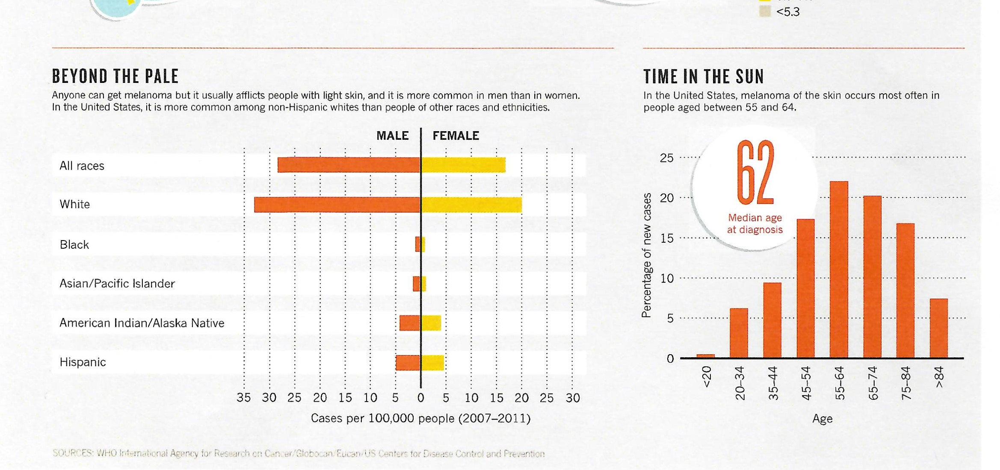 <5.3
BEYOND THE PALE
Anyone can get melanoma but it usually afflicts people with light skin, and it is more common in men than in women.
In the United States, it is more common among non-Hispanic whites than people of other races and ethnicities.
MALE FEMALE
All races
White
Black
Asian/Pacific Islander
American Indian/Alaska Native
Hispanic
35 30 25 20 15 10 5 0 5 10 15 20 25 30
Cases per 100,000 people (2007–2011)
TIME IN THE SUN
In the United States, melanoma of the skin occurs most often in
people aged between 55 and 64.
62
Median age
at diagnosis
Percentage of new cases
25
20
15
10
5
0
<20 20–34 35–44 45–54 55–64 65–74 75–84 >84
Age
SOURCES: WHO International Agency for Research on Cancer/Globocan/Eucan/US Centers for Disease Control and Prevention